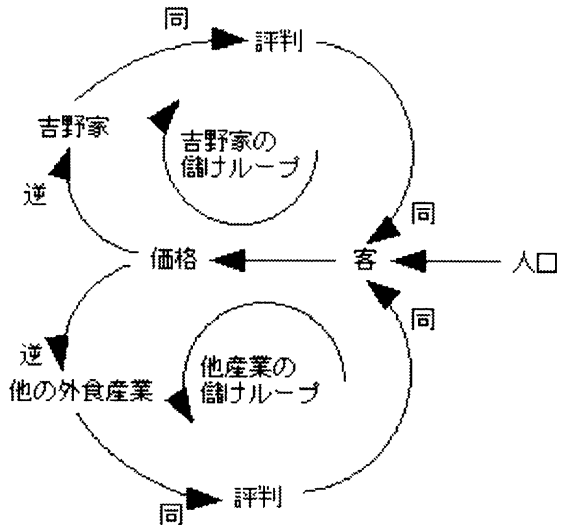 同
評判
吉野家
吉野家の
儲けループ
逆
同
価格
客
人口
同
逆
他産業の
儲けループ
他の外食産業
評判
同